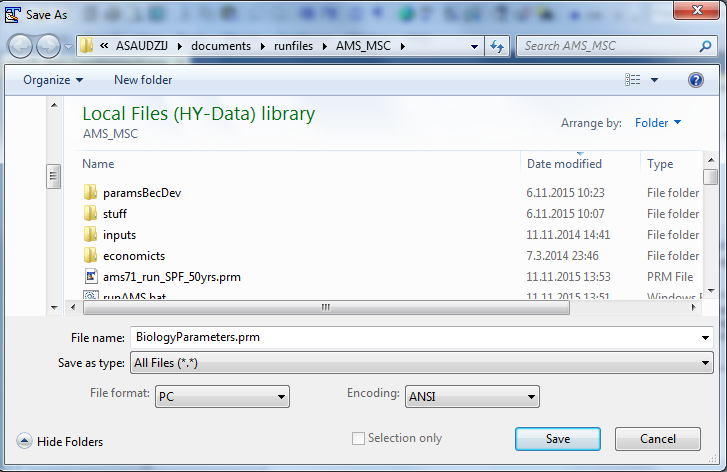 Save As
« ASAUDZIJ documents runfiles AMS_MSC Search AMS_MSC
Organize New folder
Local Files (HY-Data) library
AMS_MSC Arrange by: Folder
Name Date modified Type
paramsBecDev 6.11.2015 10:23 File folder
stuff 6.11.2015 10:07 File folder
inputs 11.11.2014 14:41 File folder
economicts 7.3.2014 23:46 File folder
ams71_run_SPF_50yrs.prm 11.11.2015 13:53 PRM File
runAMS.bat 11.11.2015 13:51 Windows
File name: BiologyParameters.prm
Save as type: All Files (*.*)
File format: PC Encoding: ANSI
Hide Folders Selection only Save Cancel